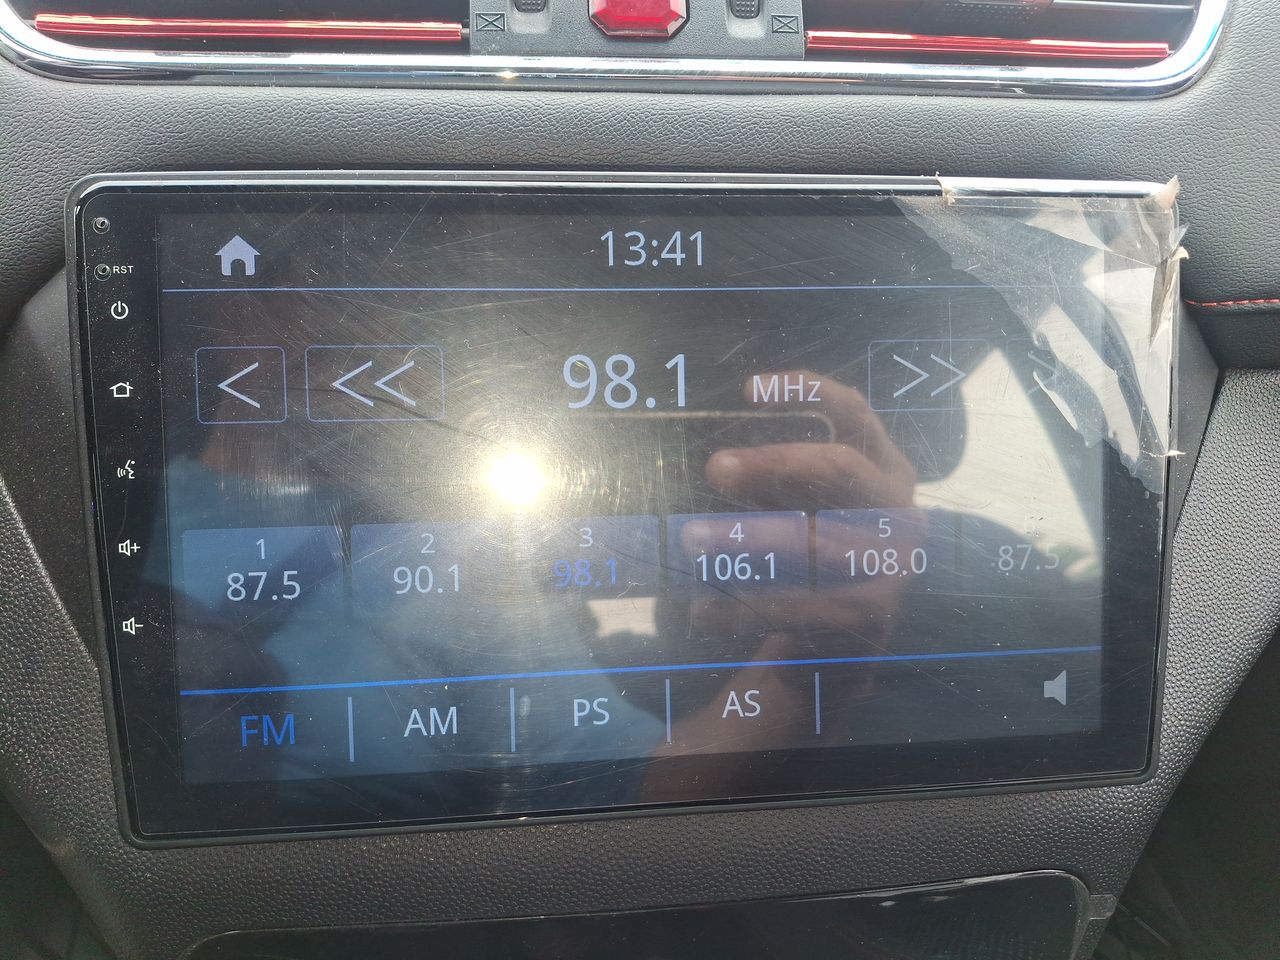 13:41
RST
< << 98.1 MHz >>
1 2 3 4 5
87.5 90.1 98.1 106.1 108.0 87.5
FM AM PS AS